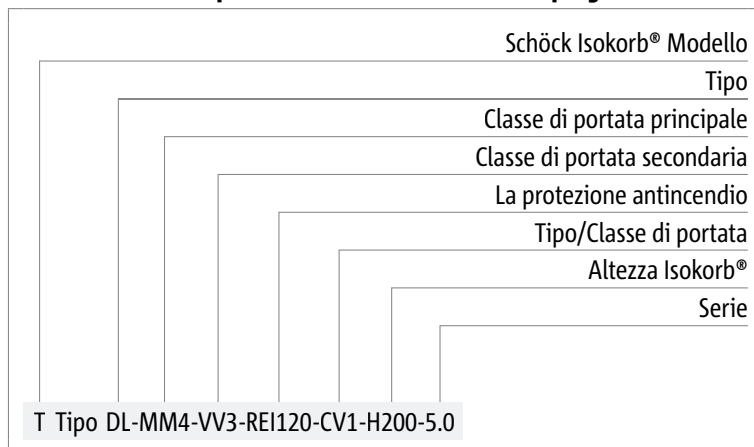 Schöck Isokorb® Modello
Tipo
Classe di portata principale
Classe di portata secondaria
La protezione antincendio
Tipo/Classe di portata
Altezza Isokorb®
Serie
T Tipo DL-MM4-VV3-REI120-CV1-H200-5.0